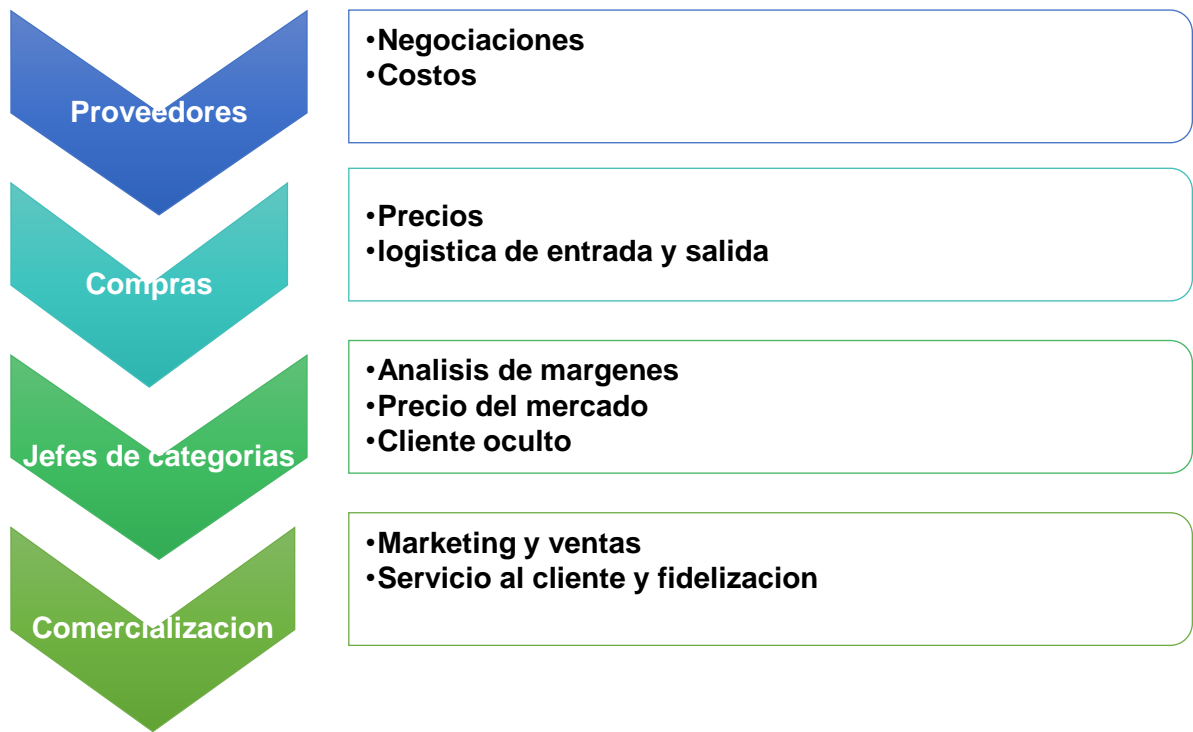 Proveedores
•Negociaciones
•Costos
Compras
•Precios
•logistica de entrada y salida
Jefes de categorias
•Analisis de margenes
•Precio del mercado
•Cliente oculto
Comercializacion
•Marketing y ventas
•Servicio al cliente y fidelizacion